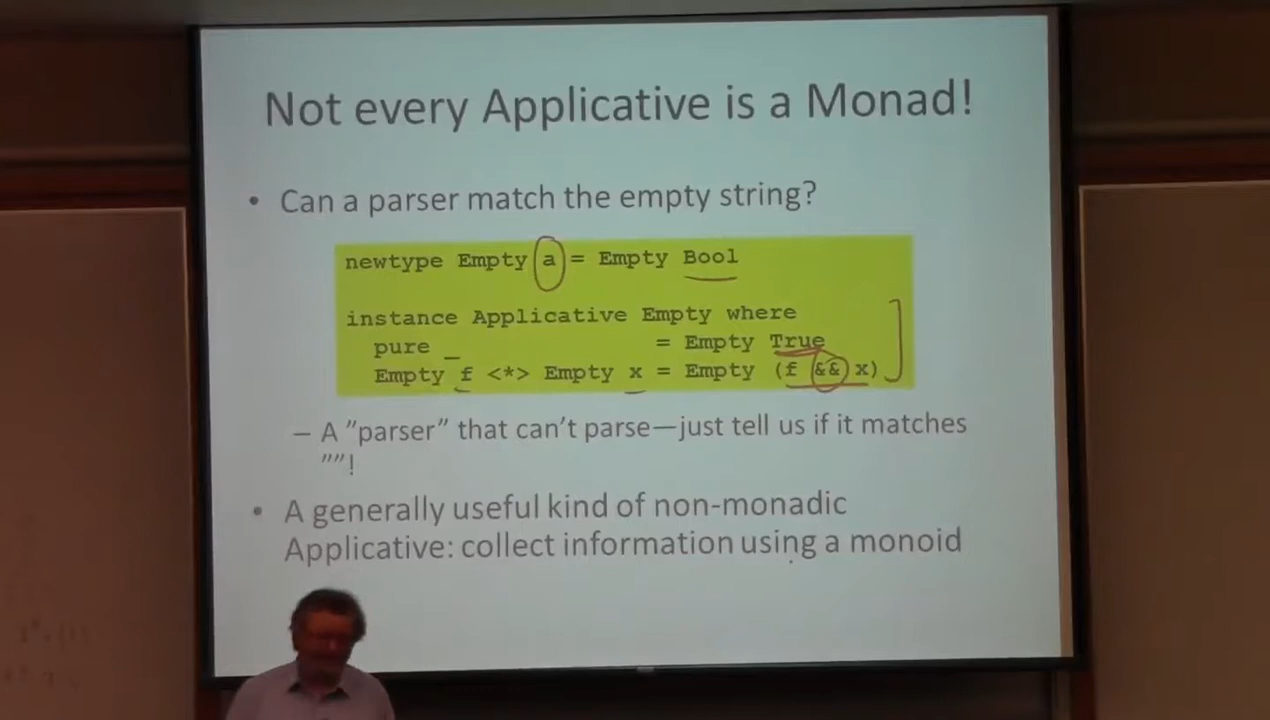 Not every Applicative is a Monad!
• Can a parser match the empty string?
newtype Empty a = Empty Bool
instance Applicative Empty where
pure _ = Empty True
Empty f <*> Empty x = Empty (f && x)
– A ”parser” that can’t parse—just tell us if it matches
””!
• A generally useful kind of non-monadic
Applicative: collect information using a monoid